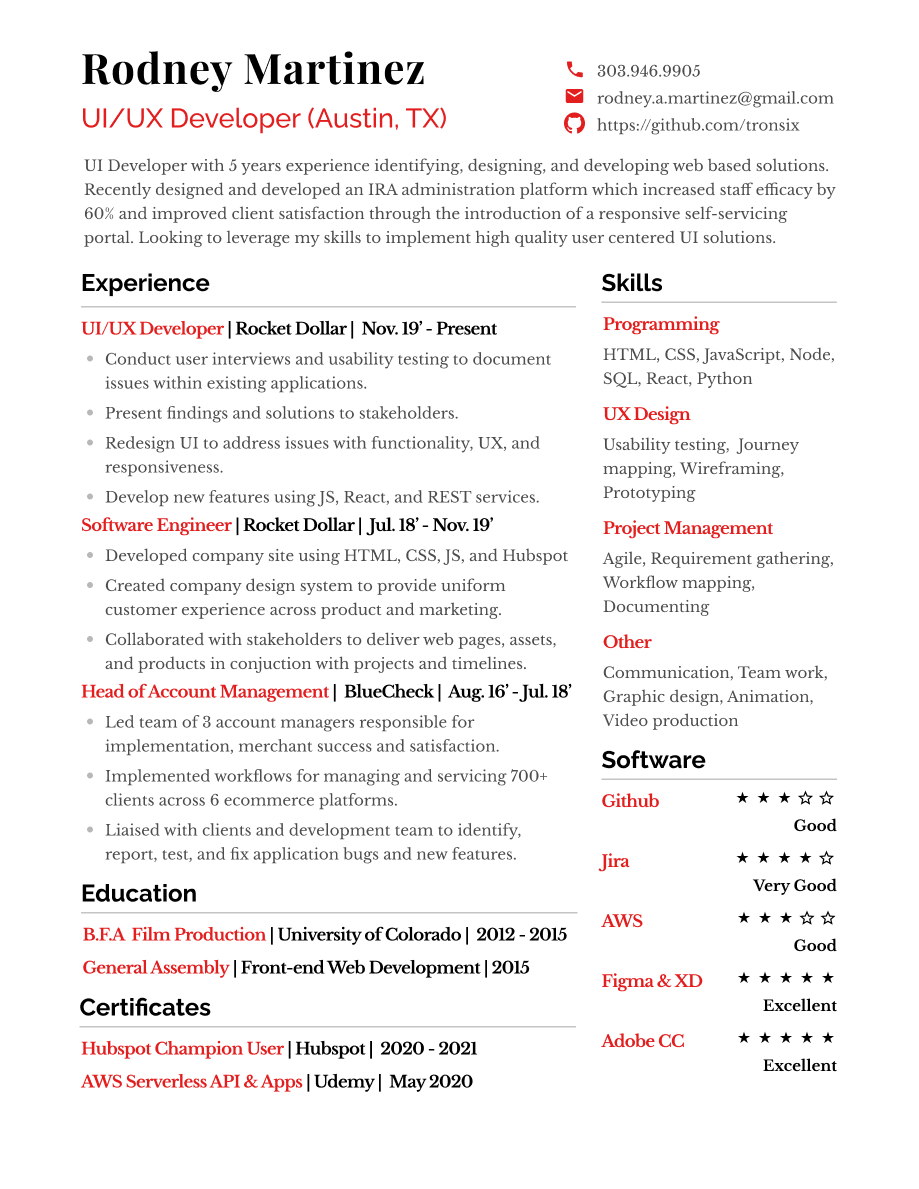 Rodney Martinez
UI/UX Developer (Austin, TX)
303.946.9905
rodney.a.martinez@gmail.com
https://github.com/tronsix
UI Developer with 5 years experience identifying, designing, and developing web based solutions.
Recently designed and developed an IRA administration platform which increased staff efficacy by
60% and improved client satisfaction through the introduction of a responsive self-servicing
portal. Looking to leverage my skills to implement high quality user centered UI solutions.
Experience
UI/UX Developer | Rocket Dollar | Nov. 19’ - Present
Conduct user interviews and usability testing to document
issues within existing applications.
Present findings and solutions to stakeholders.
Redesign UI to address issues with functionality, UX, and
responsiveness.
Develop new features using JS, React, and REST services.
Software Engineer | Rocket Dollar | Jul. 18’ - Nov. 19’
Developed company site using HTML, CSS, JS, and Hubspot
Created company design system to provide uniform
customer experience across product and marketing.
Collaborated with stakeholders to deliver web pages, assets,
and products in conjuction with projects and timelines.
Head of Account Management | BlueCheck | Aug. 16’ - Jul. 18’
Led team of 3 account managers responsible for
implementation, merchant success and satisfaction.
Implemented workflows for managing and servicing 700+
clients across 6 ecommerce platforms.
Liaised with clients and development team to identify,
report, test, and fix application bugs and new features.
Education
B.F.A Film Production | University of Colorado | 2012 - 2015
General Assembly | Front-end Web Development | 2015
Certificates
Hubspot Champion User | Hubspot | 2020 - 2021
AWS Serverless API & Apps | Udemy | May 2020
Skills
Programming
HTML, CSS, JavaScript, Node,
SQL, React, Python
UX Design
Usability testing, Journey
mapping, Wireframing,
Prototyping
Project Management
Agile, Requirement gathering,
Workflow mapping,
Documenting
Other
Communication, Team work,
Graphic design, Animation,
Video production
Software
Github
Good
Jira
Very Good
AWS
Good
Figma & XD
Excellent
Adobe CC
Excellent